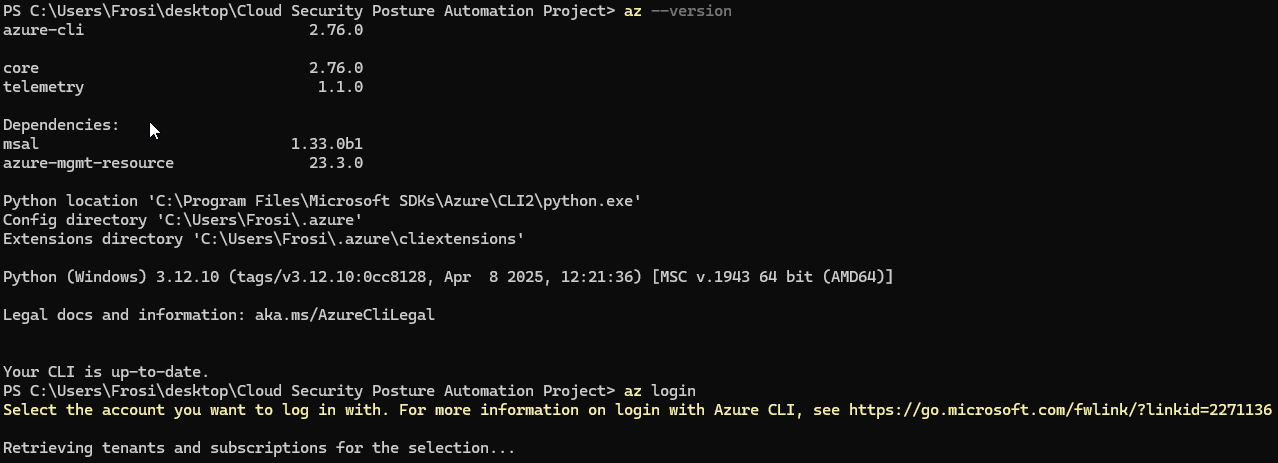 PS C:\Users\Frosi\desktop\Cloud Security Posture Automation Project> az --version
azure-cli                         2.76.0
core                              2.76.0
telemetry                          1.1.0
Dependencies:
msal                            1.33.0b1
azure-mgmt-resource               23.3.0
Python location 'C:\Program Files\Microsoft SDKs\Azure\CLI2\python.exe'
Config directory 'C:\Users\Frosi\.azure'
Extensions directory 'C:\Users\Frosi\.azure\cliextensions'
Python (Windows) 3.12.10 (tags/v3.12.10:0cc8128, Apr  8 2025, 12:21:36) [MSC v.1943 64 bit (AMD64)]
Legal docs and information: aka.ms/AzureCliLegal
Your CLI is up-to-date.
PS C:\Users\Frosi\desktop\Cloud Security Posture Automation Project> az login
Select the account you want to log in with. For more information on login with Azure CLI, see https://go.microsoft.com/fwlink/?linkid=2271136
Retrieving tenants and subscriptions for the selection...